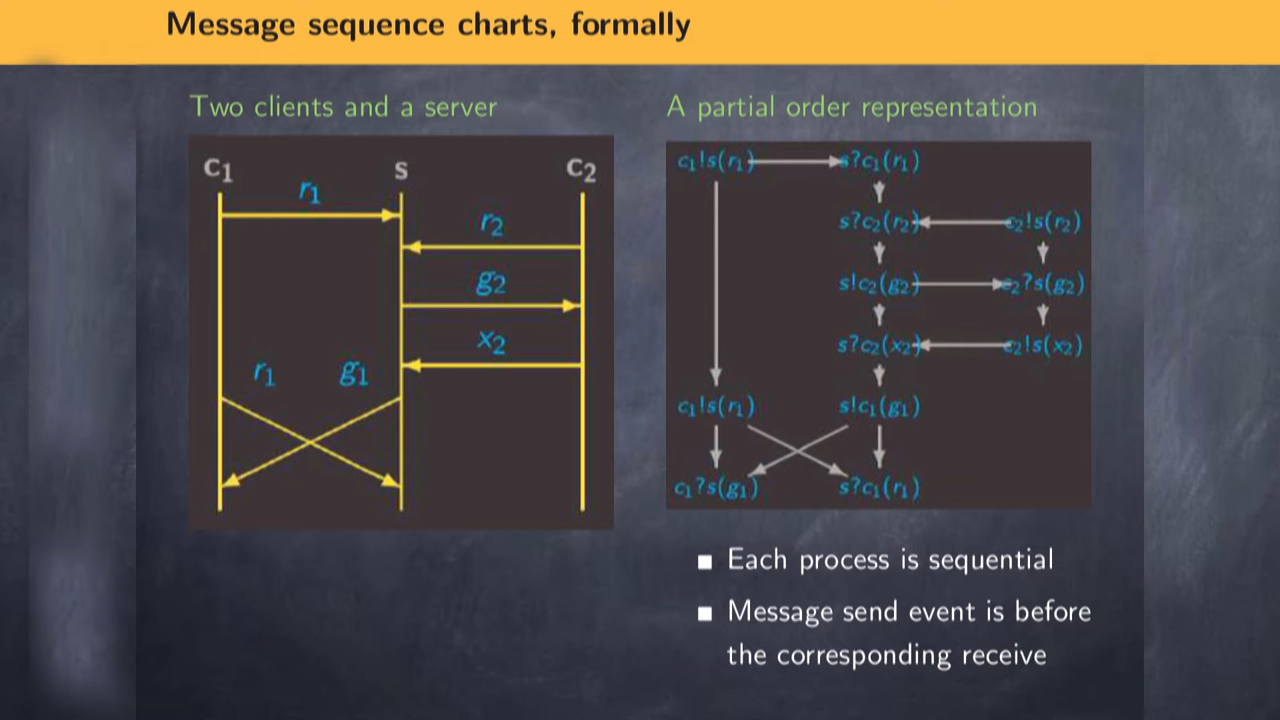 Message sequence charts, formally
Two clients and a server
A partial order representation
C1 s C2
r1
r2
g2
x2
r1 g1
c1!s(r1) s?c1(r1)
s?c2(r2) c2!s(r2)
s!c2(g2) c2?s(g2)
s?c2(x2) c2!s(x2)
c1!s(r1) s!c1(g1)
c1?s(g1) s?c1(r1)
■ Each process is sequential
■ Message send event is before
the corresponding receive